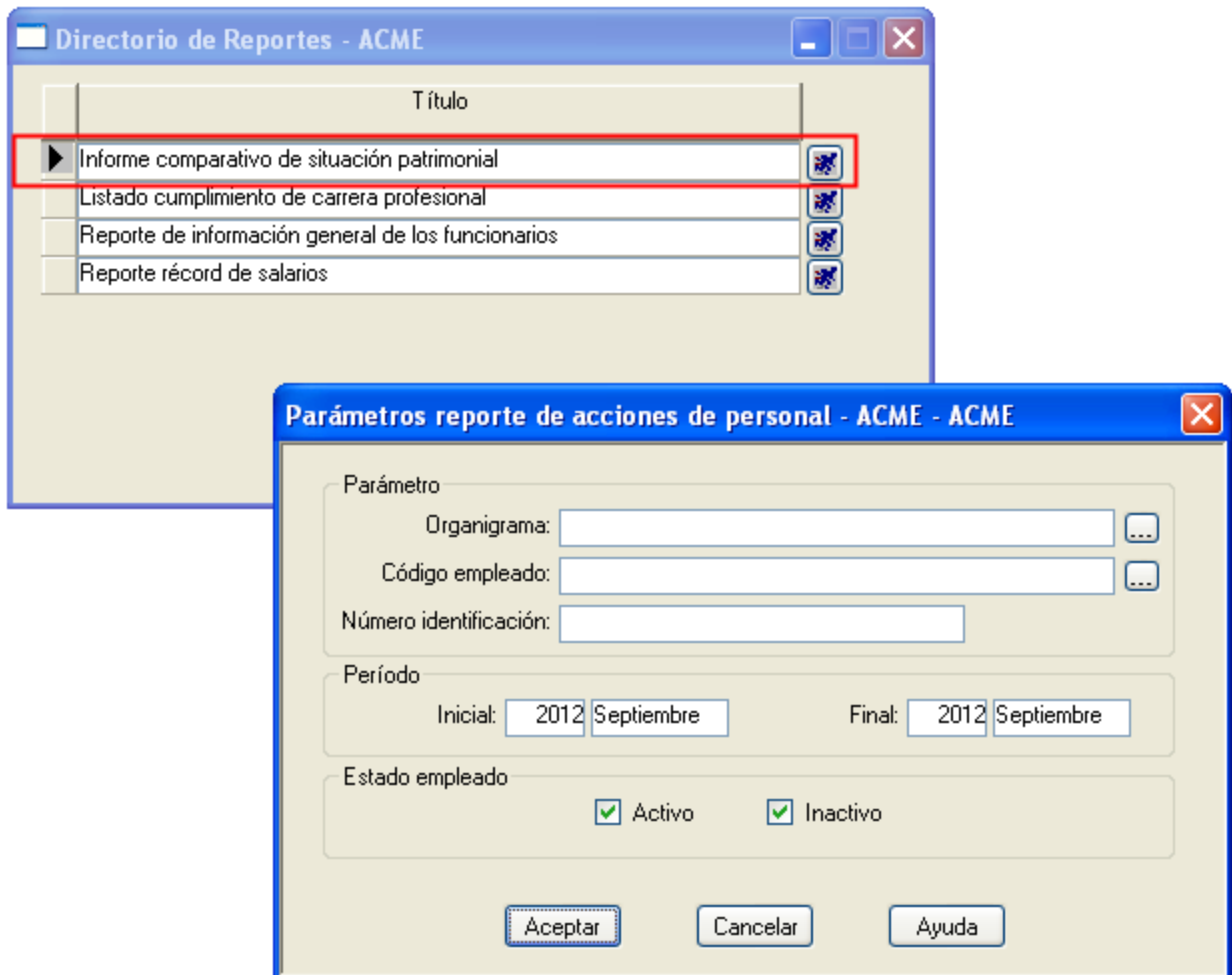 Directorio de Reportes - ACME
Título
Informe comparativo de situación patrimonial
Listado cumplimiento de carrera profesional
Reporte de información general de los funcionarios
Reporte récord de salarios
Parámetros reporte de acciones de personal - ACME - ACME
Parámetro
Organigrama:
...
Código empleado:
...
Número identificación:
Período
Inicial: 2012 Septiembre Final: 2012 Septiembre
Estado empleado
Activo Inactivo
Aceptar Cancelar Ayuda